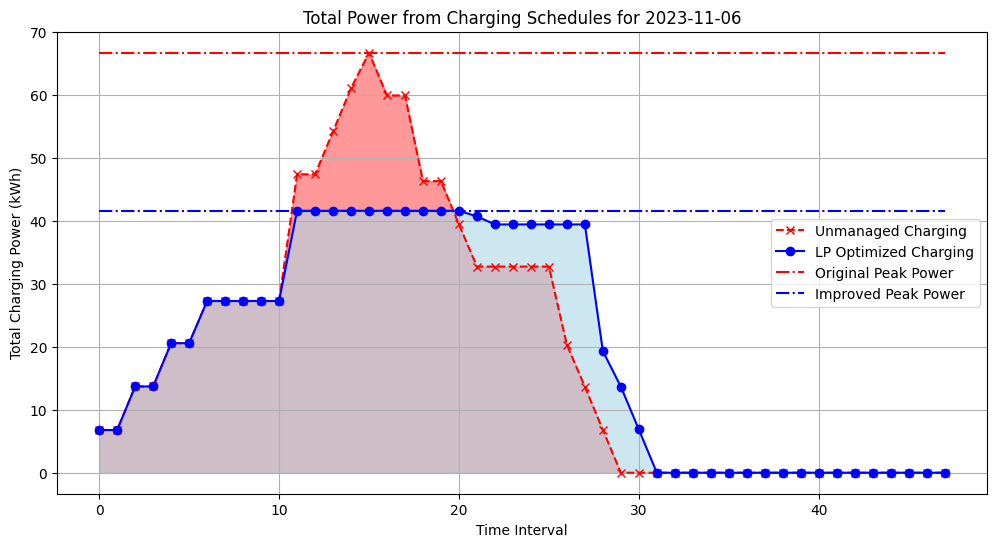 Total Power from Charging Schedules for 2023-11-06
Total Charging Power (kWh)
70
60
50
40
30
20
10
0
Unmanaged Charging
LP Optimized Charging
Original Peak Power
Improved Peak Power
0 10 20 30 40
Time Interval